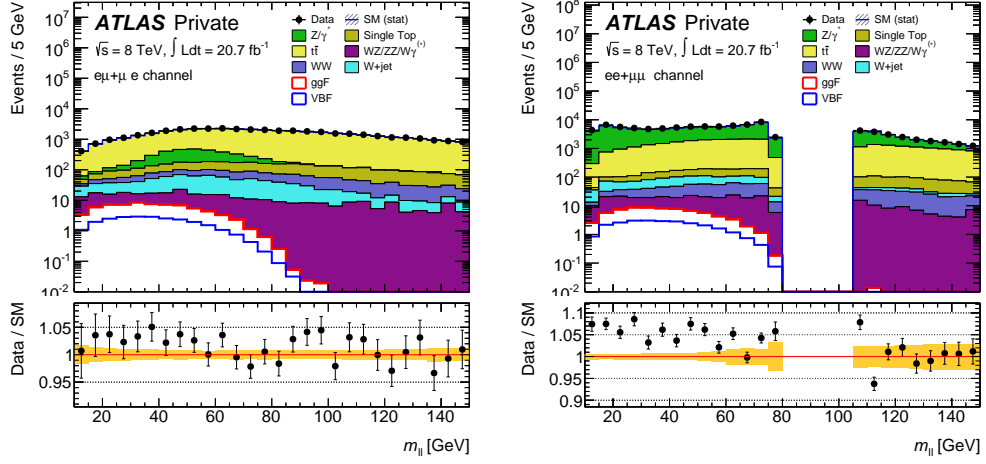 ATLAS Private
√s = 8 TeV, ∫ Ldt = 20.7 fb⁻¹
eμ+μ e channel
Data
SM (stat)
Z/γ*
Single Top
tt̄
WZ/ZZ/Wγ(*)
WW
W+jet
ggF
VBF
Events / 5 GeV
10⁷
10⁶
10⁵
10⁴
10³
10²
10
1
10⁻¹
10⁻²
Data / SM
1.05
1
0.95
20 40 60 80 100 120 140
m_ll [GeV]
ATLAS Private
√s = 8 TeV, ∫ Ldt = 20.7 fb⁻¹
ee+μμ channel
Data
SM (stat)
Z/γ*
Single Top
tt̄
WZ/ZZ/Wγ(*)
WW
W+jet
ggF
VBF
Events / 5 GeV
10⁸
10⁷
10⁶
10⁵
10⁴
10³
10²
10
1
10⁻¹
10⁻²
Data / SM
1.1
1.05
1
0.95
0.9
20 40 60 80 100 120 140
m_ll [GeV]